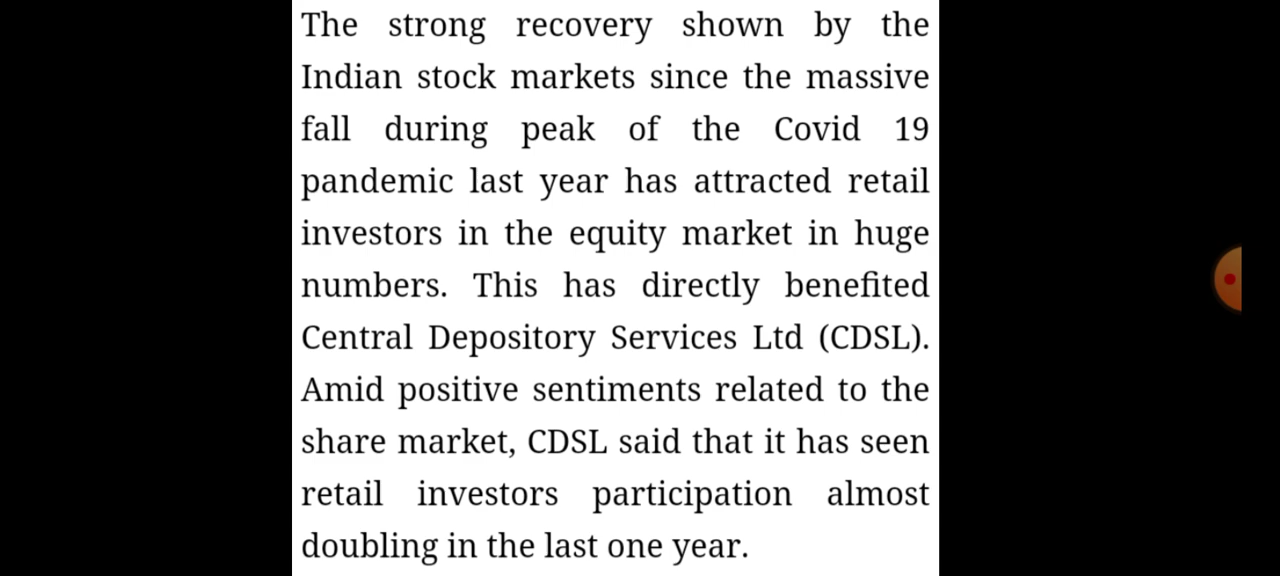 The strong recovery shown by the
Indian stock markets since the massive
fall during peak of the Covid 19
pandemic last year has attracted retail
investors in the equity market in huge
numbers. This has directly benefited
Central Depository Services Ltd (CDSL).
Amid positive sentiments related to the
share market, CDSL said that it has seen
retail investors participation almost
doubling in the last one year.